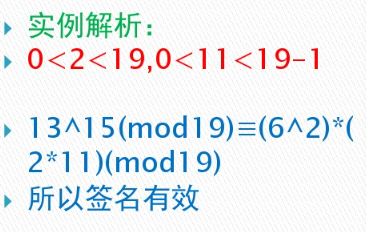 实例解析：
0<2<19,0<11<19-1
13^15(mod19)≡(6^2)*(
2*11)(mod19)
所以签名有效